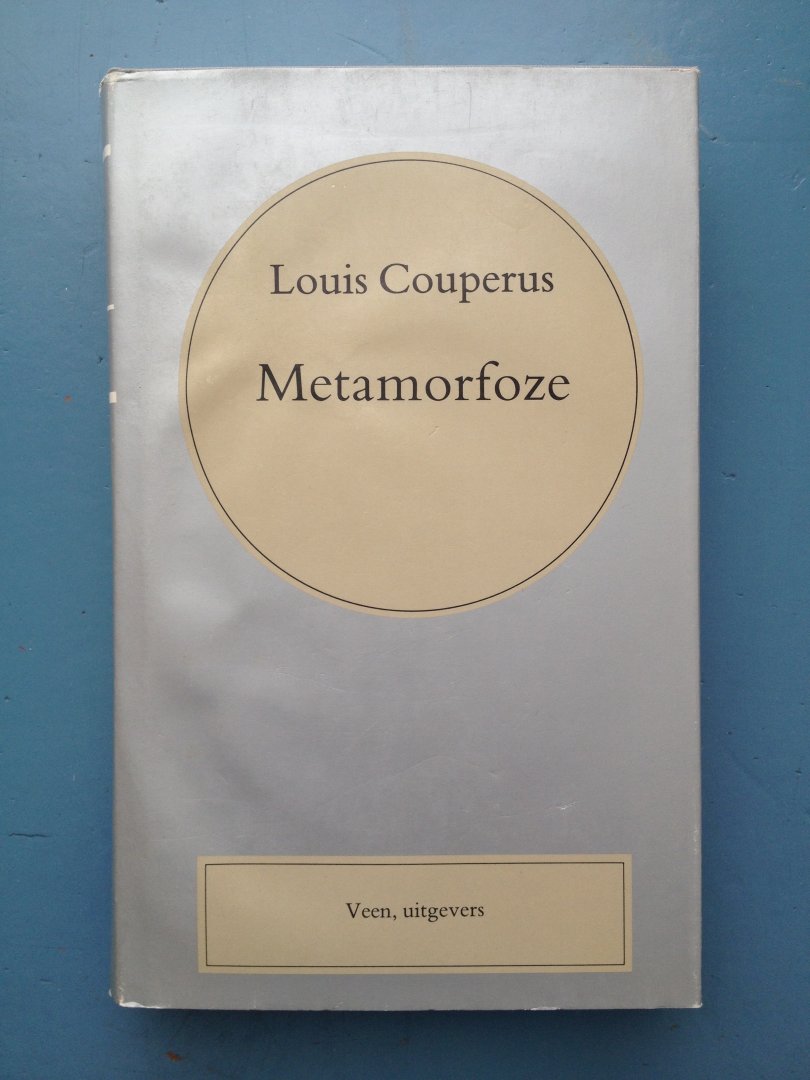 Louis Couperus
Metamorfoze
Veen, uitgevers